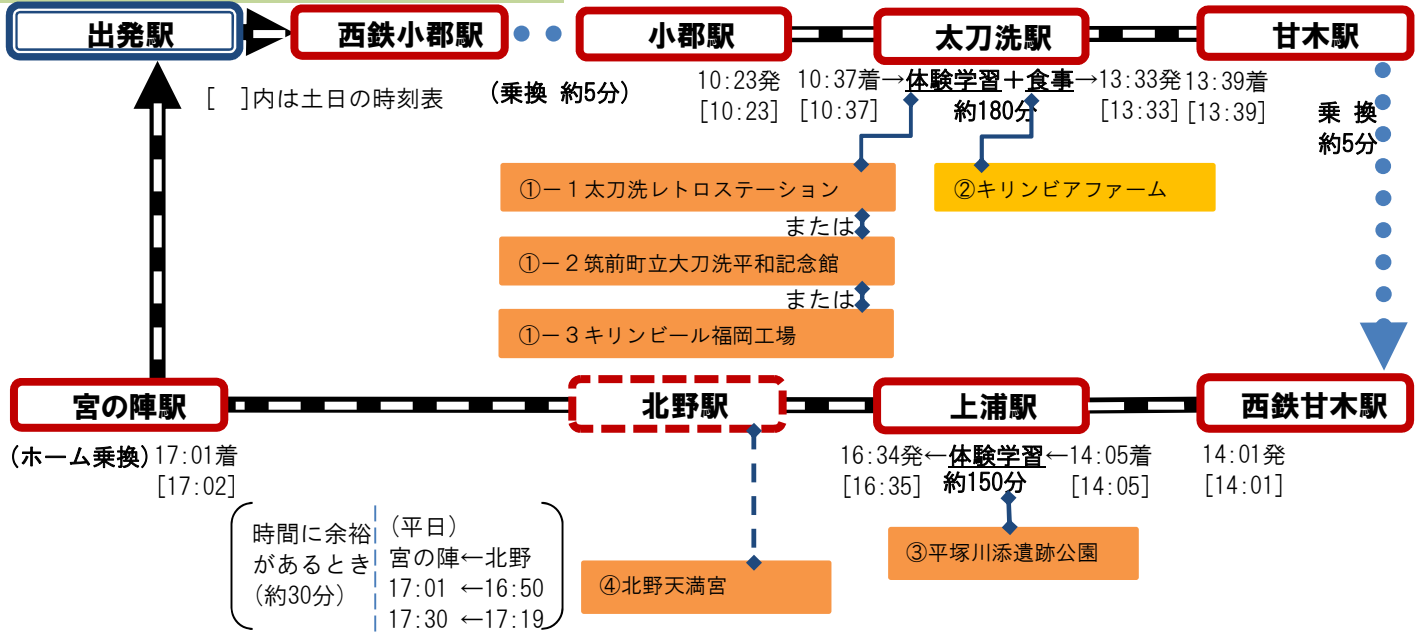 出発駅
西鉄小郡駅
小郡駅
太刀洗駅
甘木駅
[　]内は土日の時刻表
(乗換 約5分)
10:23発
[10:23]
10:37着→体験学習+食事→13:33発
[10:37]
約180分
[13:33]
13:39着
[13:39]
乗 換
約5分
①－１太刀洗レトロステーション
または
①－２筑前町立大刀洗平和記念館
または
①－３キリンビール福岡工場
②キリンビアファーム
宮の陣駅
北野駅
上浦駅
西鉄甘木駅
(ホーム乗換)
17:01着
[17:02]
16:34発←体験学習←14:05着
[16:35]
約150分
[14:05]
14:01発
[14:01]
時間に余裕
があるとき
(約30分)
(平日)
宮の陣←北野
17:01 ←16:50
17:30 ←17:19
④北野天満宮
③平塚川添遺跡公園